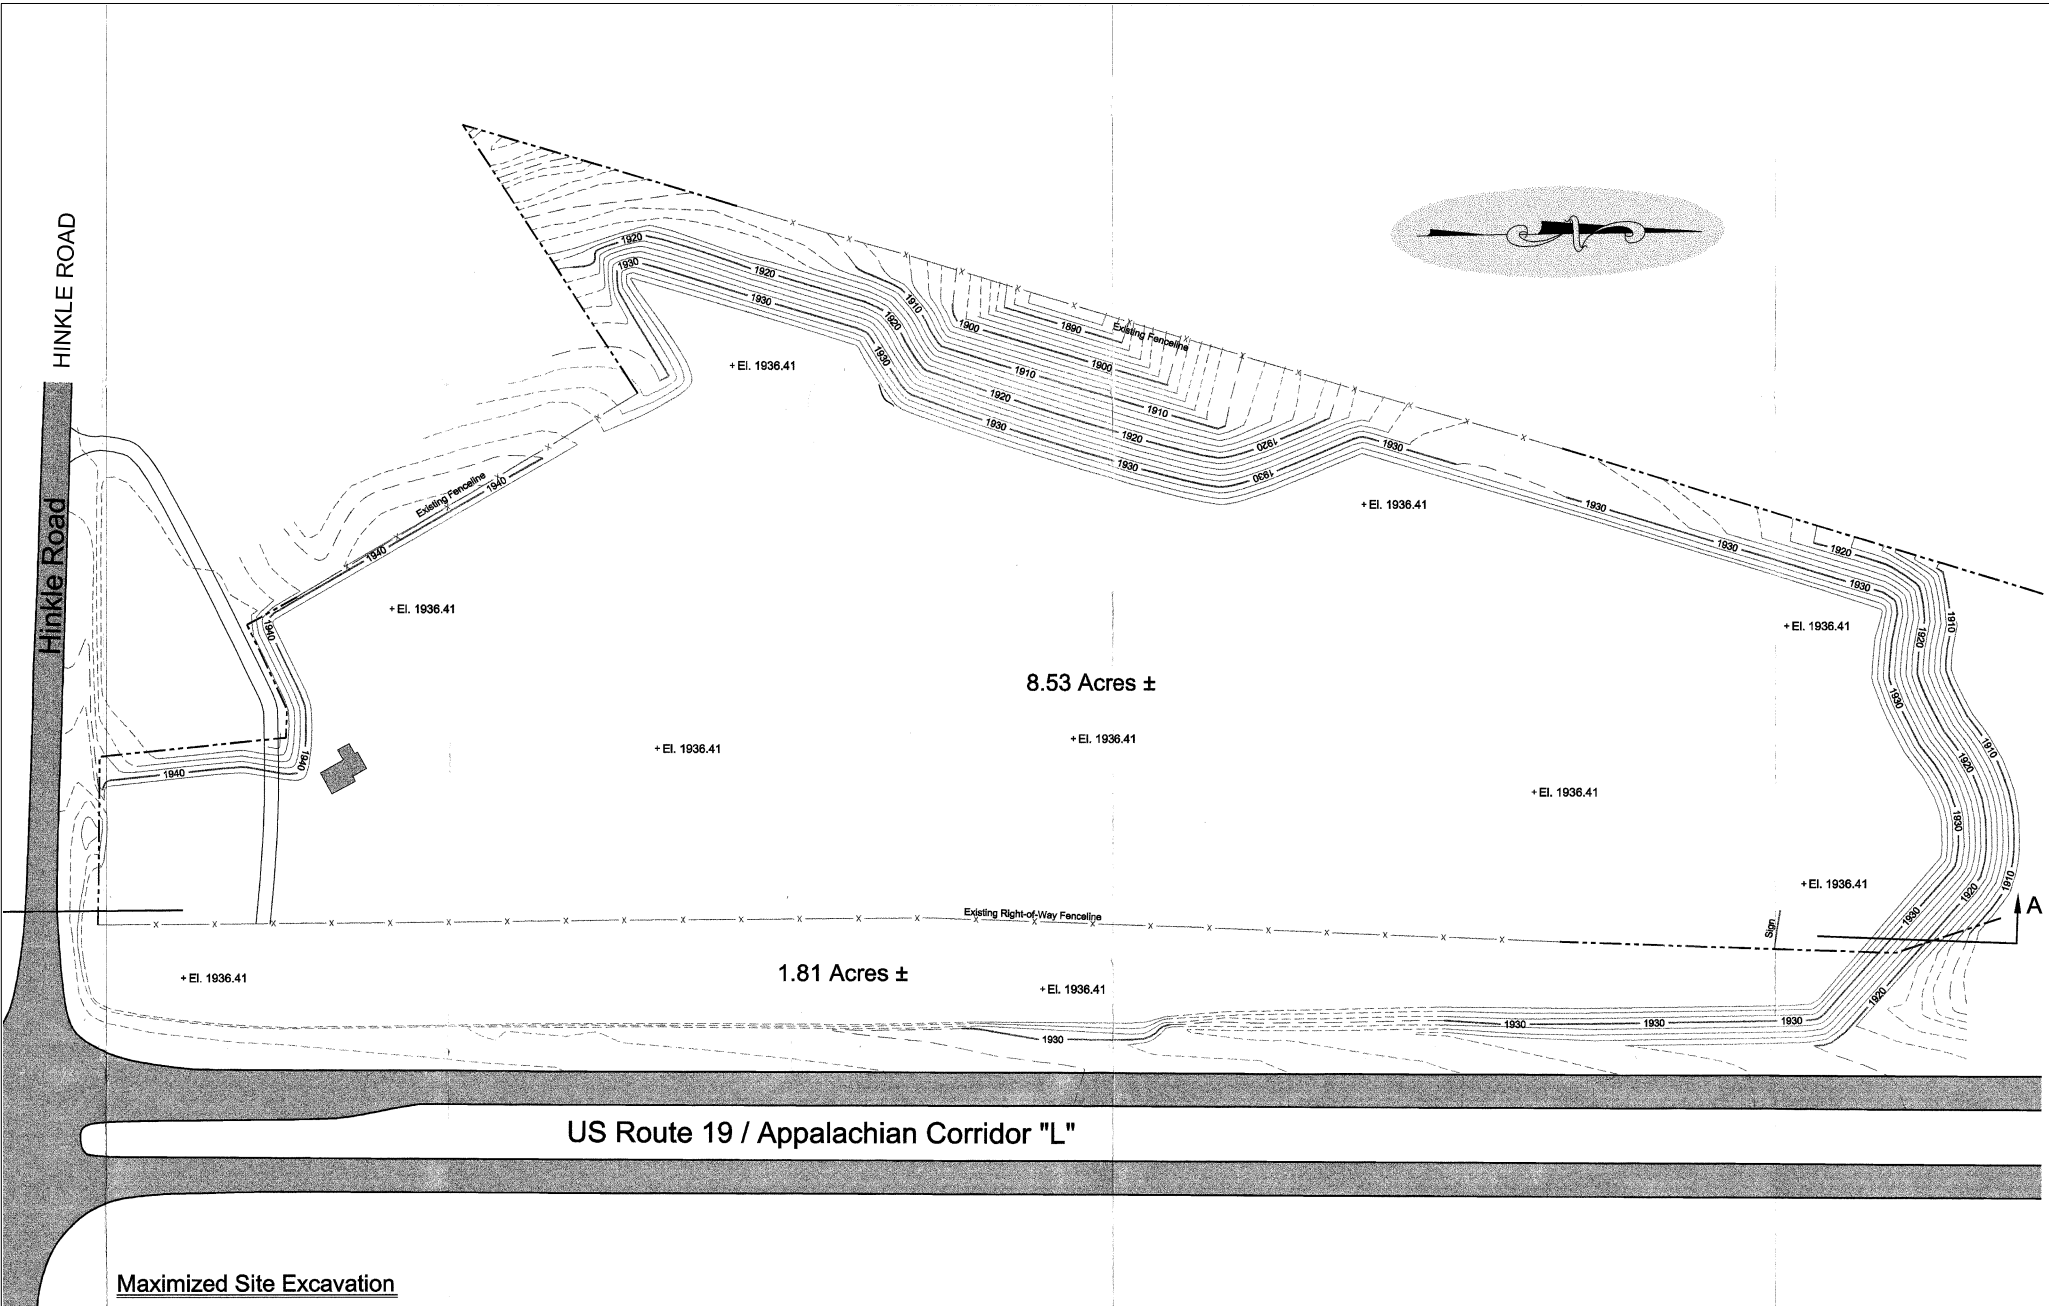 HINKLE ROAD
Hinkle Road
1920
1930
1920
1930
1910
1920
1930
1900
1890
Existing Fenceline
1900
1910
1910
1920
1920
1920
1930
1930
1930
1930
+ El. 1936.41
+ El. 1936.41
Existing Fenceline
1940
1940
1940
1930
1930
1920
1930
1910
1920
1930
+ El. 1936.41
+ El. 1936.41
8.53 Acres ±
+ El. 1936.41
+ El. 1936.41
+ El. 1936.41
1940
1940
1910
1920
1930
+ El. 1936.41
1910
1920
1930
A
Sign
Existing Right-of-Way Fenceline
+ El. 1936.41
1.81 Acres ±
+ El. 1936.41
1920
1930
1930
1930
1930
US Route 19 / Appalachian Corridor "L"
Maximized Site Excavation